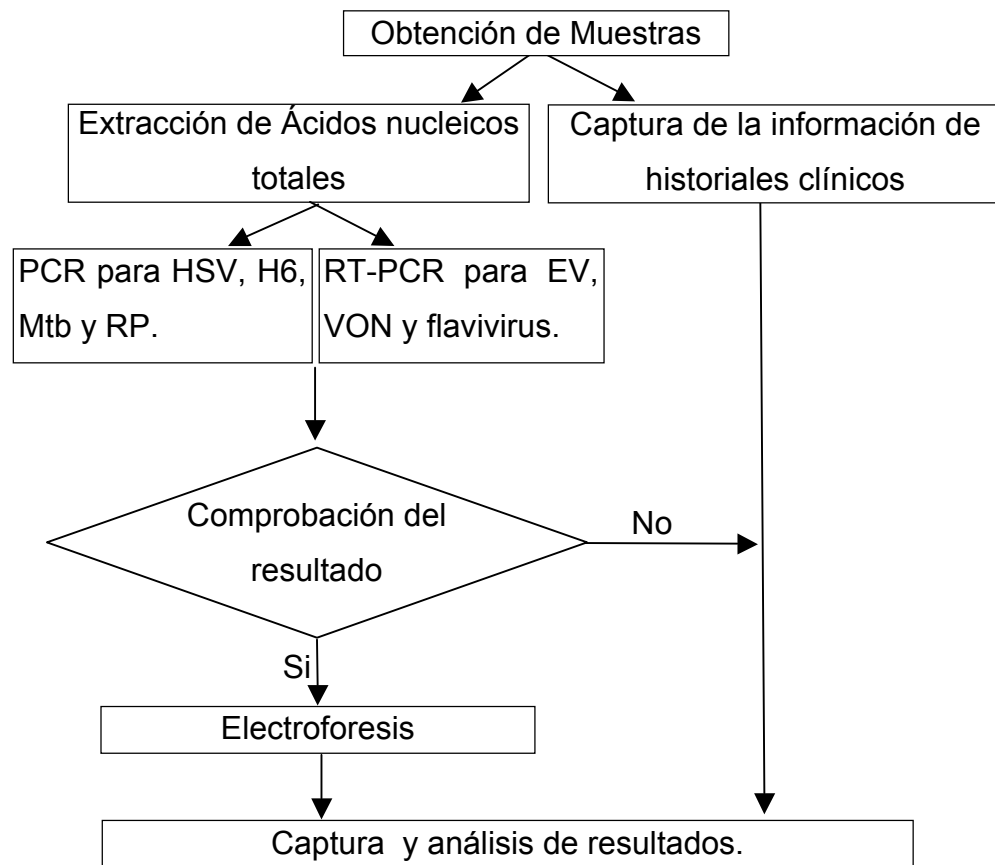 Obtención de Muestras
Extracción de Ácidos nucleicos
totales
Captura de la información de
historiales clínicos
PCR para HSV, H6,
Mtb y RP.
RT-PCR para EV,
VON y flavivirus.
Comprobación del
resultado
No
Si
Electroforesis
Captura y análisis de resultados.